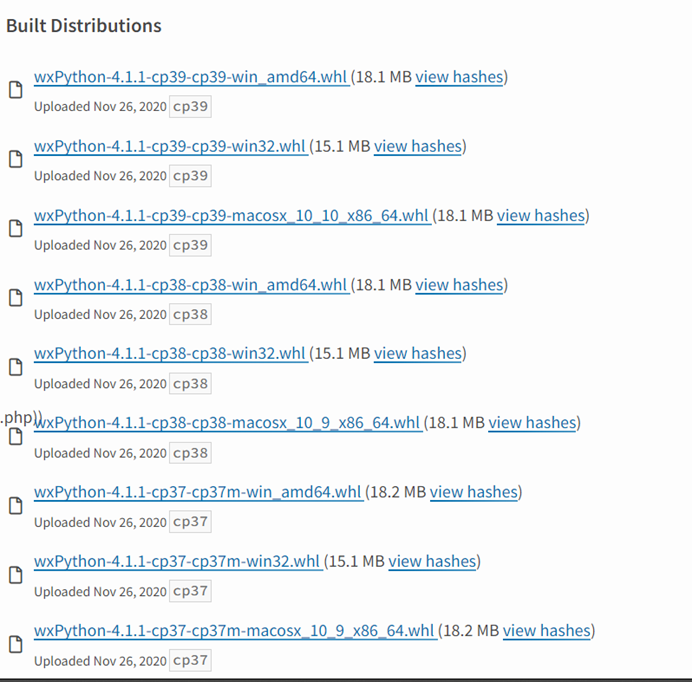 Built Distributions
wxPython-4.1.1-cp39-cp39-win_amd64.whl (18.1 MB view hashes)
Uploaded Nov 26, 2020 cp39
wxPython-4.1.1-cp39-cp39-win32.whl (15.1 MB view hashes)
Uploaded Nov 26, 2020 cp39
wxPython-4.1.1-cp39-cp39-macosx_10_10_x86_64.whl (18.1 MB view hashes)
Uploaded Nov 26, 2020 cp39
wxPython-4.1.1-cp38-cp38-win_amd64.whl (18.1 MB view hashes)
Uploaded Nov 26, 2020 cp38
wxPython-4.1.1-cp38-cp38-win32.whl (15.1 MB view hashes)
Uploaded Nov 26, 2020 cp38
.php))
wxPython-4.1.1-cp38-cp38-macosx_10_9_x86_64.whl (18.1 MB view hashes)
Uploaded Nov 26, 2020 cp38
wxPython-4.1.1-cp37-cp37m-win_amd64.whl (18.2 MB view hashes)
Uploaded Nov 26, 2020 cp37
wxPython-4.1.1-cp37-cp37m-win32.whl (15.1 MB view hashes)
Uploaded Nov 26, 2020 cp37
wxPython-4.1.1-cp37-cp37m-macosx_10_9_x86_64.whl (18.2 MB view hashes)
Uploaded Nov 26, 2020 cp37